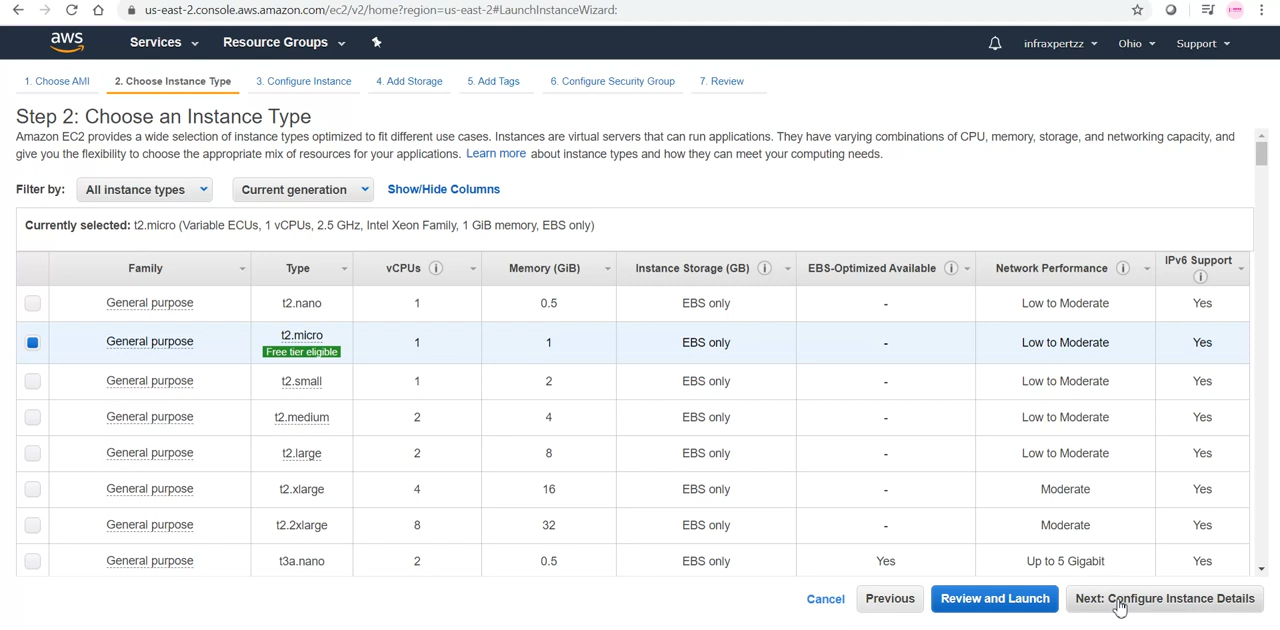 us-east-2.console.aws.amazon.com/ec2/v2/home?region=us-east-2#LaunchInstanceWizard:
aws Services Resource Groups infraxpertzz Ohio Support
1. Choose AMI 2. Choose Instance Type 3. Configure Instance 4. Add Storage 5. Add Tags 6. Configure Security Group 7. Review
Step 2: Choose an Instance Type
Amazon EC2 provides a wide selection of instance types optimized to fit different use cases. Instances are virtual servers that can run applications. They have varying combinations of CPU, memory, storage, and networking capacity, and
give you the flexibility to choose the appropriate mix of resources for your applications. Learn more about instance types and how they can meet your computing needs.
Filter by: All instance types Current generation Show/Hide Columns
Currently selected: t2.micro (Variable ECUs, 1 vCPUs, 2.5 GHz, Intel Xeon Family, 1 GiB memory, EBS only)
Family Type vCPUs Memory (GiB) Instance Storage (GB) EBS-Optimized Available Network Performance IPv6 Support
General purpose t2.nano 1 0.5 EBS only - Low to Moderate Yes
General purpose t2.micro 1 1 EBS only - Low to Moderate Yes
Free tier eligible
General purpose t2.small 1 2 EBS only - Low to Moderate Yes
General purpose t2.medium 2 4 EBS only - Low to Moderate Yes
General purpose t2.large 2 8 EBS only - Low to Moderate Yes
General purpose t2.xlarge 4 16 EBS only - Moderate Yes
General purpose t2.2xlarge 8 32 EBS only - Moderate Yes
General purpose t3a.nano 2 0.5 EBS only Yes Up to 5 Gigabit Yes
Cancel Previous Review and Launch Next: Configure Instance Details